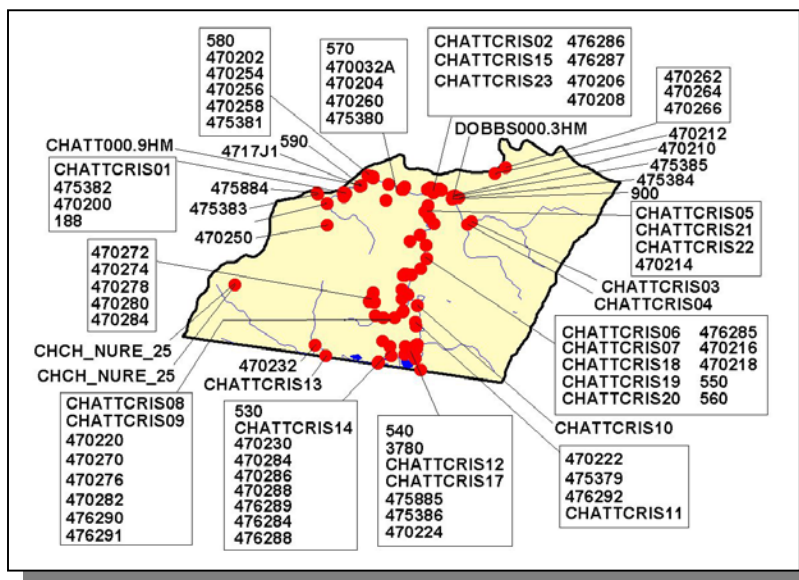 580
470202
470254
470256
470258
475381
570
470032A
470204
470260
475380
CHATTCRIS02 476286
CHATTCRIS15 476287
CHATTCRIS23 470206
470208
470262
470264
470266
DOBBS000.3HM
470212
470210
475385
475384
900
CHATT000.9HM
590
4717J1
CHATTCRIS01
475382
470200
188
475884
475383
470250
CHATTCRIS05
CHATTCRIS21
CHATTCRIS22
470214
470272
470274
470278
470280
470284
CHATTCRIS03
CHATTCRIS04
CHCH_NURE_25
CHCH_NURE_25
470232
CHATTCRIS13
CHATTCRIS06 476285
CHATTCRIS07 470216
CHATTCRIS18 470218
CHATTCRIS19 550
CHATTCRIS20 560
CHATTCRIS10
CHATTCRIS08
CHATTCRIS09
470220
470270
470276
470282
476290
476291
530
CHATTCRIS14
470230
470284
470286
470288
476289
476284
476288
540
3780
CHATTCRIS12
CHATTCRIS17
475885
475386
470224
470222
475379
476292
CHATTCRIS11